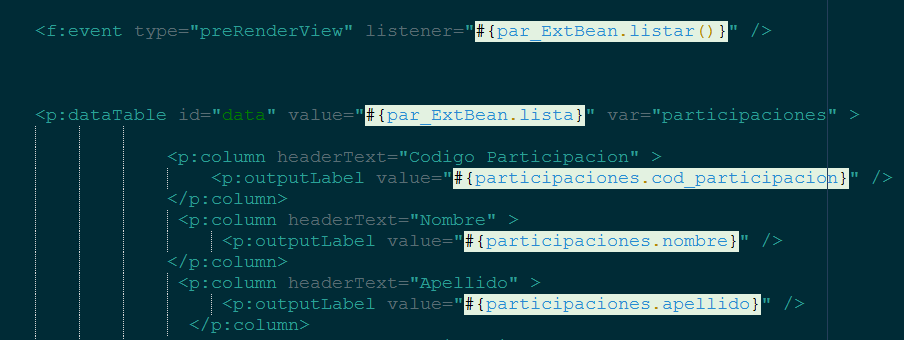 <f:event type="preRenderView" listener="#{par_ExtBean.listar()}" />
<p:dataTable id="data" value="#{par_ExtBean.lista}" var="participaciones" >
<p:column headerText="Codigo Participacion" >
<p:outputLabel value="#{participaciones.cod_participacion}" />
</p:column>
<p:column headerText="Nombre" >
<p:outputLabel value="#{participaciones.nombre}" />
</p:column>
<p:column headerText="Apellido" >
<p:outputLabel value="#{participaciones.apellido}" />
</p:column>